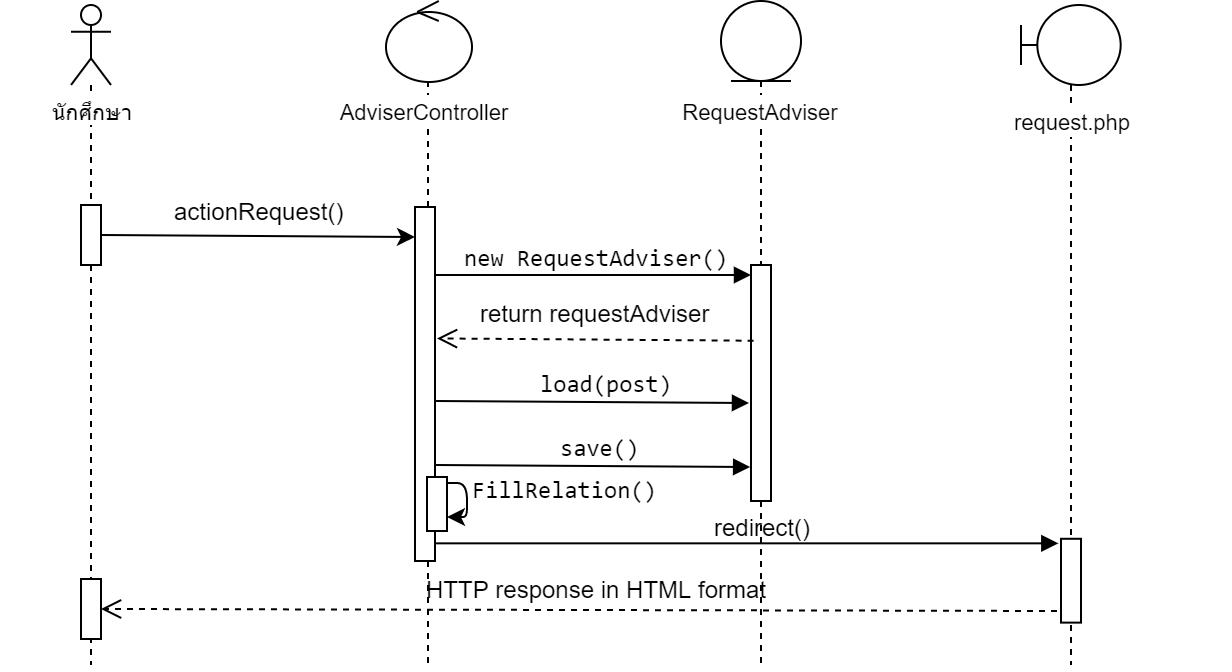 นักศึกษา
AdviserController
RequestAdviser
request.php
actionRequest()
new RequestAdviser()
return requestAdviser
load(post)
save()
FillRelation()
redirect()
HTTP response in HTML format